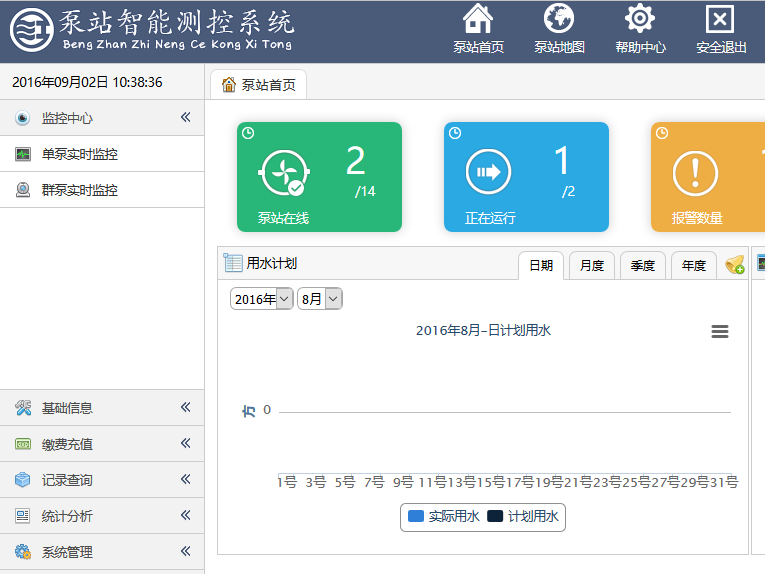 泵站智能测控系统
Beng Zhan Zhi Neng Ce Kong Xi Tong
泵站首页 泵站地图 帮助中心 安全退出
2016年09月02日 10:38:36
监控中心
单泵实时监控
群泵实时监控
基础信息
缴费充值
记录查询
统计分析
系统管理
泵站首页
2
/14
泵站在线
1
/2
正在运行
报警数量
用水计划
日期 月度 季度 年度
2016年 8月
2016年8月-日计划用水
方
0
1号 3号 5号 7号 9号 11号13号15号17号19号21号23号25号27号29号31号
实际用水 计划用水